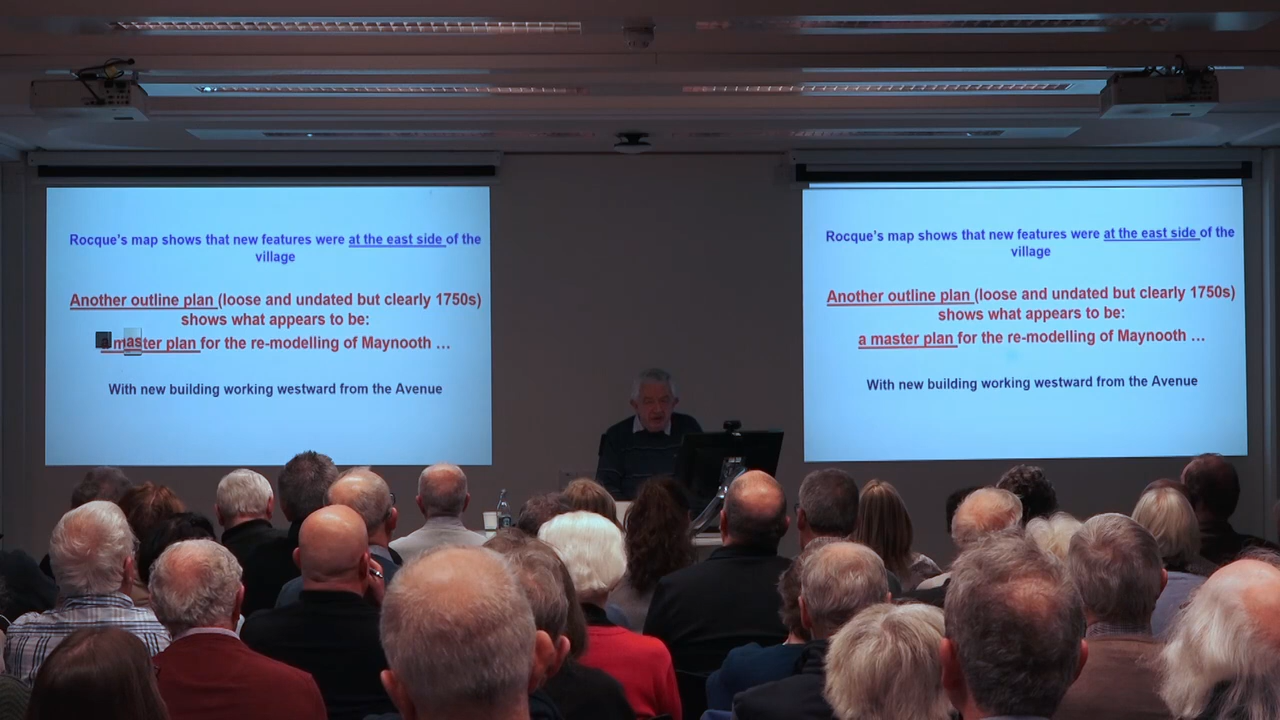 Rocque's map shows that new features were at the east side of the
village
Another outline plan (loose and undated but clearly 1750s)
shows what appears to be:
a master plan for the re-modelling of Maynooth …
With new building working westward from the Avenue
Rocque's map shows that new features were at the east side of the
village
Another outline plan (loose and undated but clearly 1750s)
shows what appears to be:
a master plan for the re-modelling of Maynooth …
With new building working westward from the Avenue